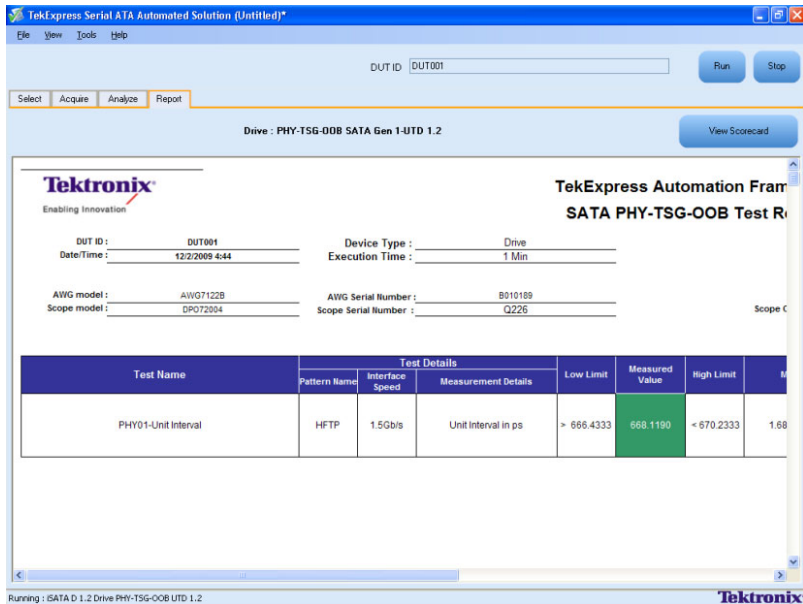 TekExpress Serial ATA Automated Solution (Untitled)*
File View Tools Help
DUT ID DUT001 Run Stop
Select Acquire Analyze Report
Drive : PHY-TSG-OOB SATA Gen 1-UTD 1.2 View Scorecard
Tektronix
Enabling Innovation
TekExpress Automation Fram
SATA PHY-TSG-OOB Test R
DUT ID : DUT001 Device Type : Drive
Date/Time : 12/2/2009 4:44 Execution Time : 1 Min
AWG model : AWG7122B AWG Serial Number : B010189
Scope model : DPO72004 Scope Serial Number : Q226 Scope
Test Name Test Details Low Limit Measured Value High Limit M
Pattern Name Interface Speed Measurement Details
PHY01-Unit Interval HFTP 1.5Gb/s Unit Interval in ps > 666.4333 668.1190 < 670.2333 1.68
Running : iSATA D 1.2 Drive PHY-TSG-OOB UTD 1.2 Tektronix